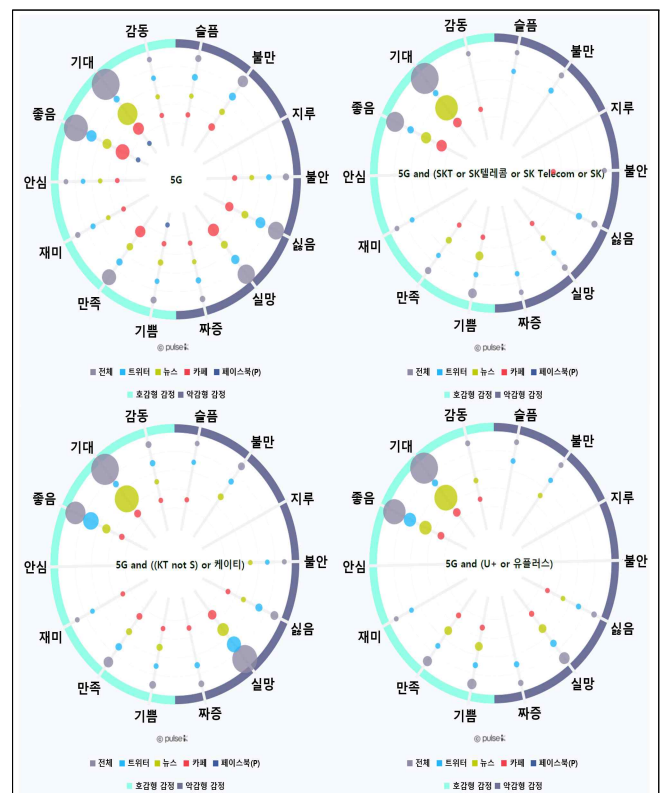 감동 슬픔
기대 불만
좋음 지루
안심 5G 불안
재미 싫음
만족 실망
기쁨 짜증
© pulse K
전체 트위터 뉴스 카페 페이스북(P)
호감형 감정 악감형 감정
감동 슬픔
기대 불만
좋음 지루
안심 5G and (SKT or SK텔레콤 or SK Telecom or SK) 불안
재미 싫음
만족 실망
기쁨 짜증
© pulse K
전체 트위터 뉴스 카페 페이스북(P)
호감형 감정 악감형 감정
감동 슬픔
기대 불만
좋음 지루
안심 5G and ((KT not S) or 케이티) 불안
재미 싫음
만족 실망
기쁨 짜증
© pulse K
전체 트위터 뉴스 카페 페이스북(P)
호감형 감정 악감형 감정
감동 슬픔
기대 불만
좋음 지루
안심 5G and (U+ or 유플러스) 불안
재미 싫음
만족 실망
기쁨 짜증
© pulse K
전체 트위터 뉴스 카페 페이스북(P)
호감형 감정 악감형 감정